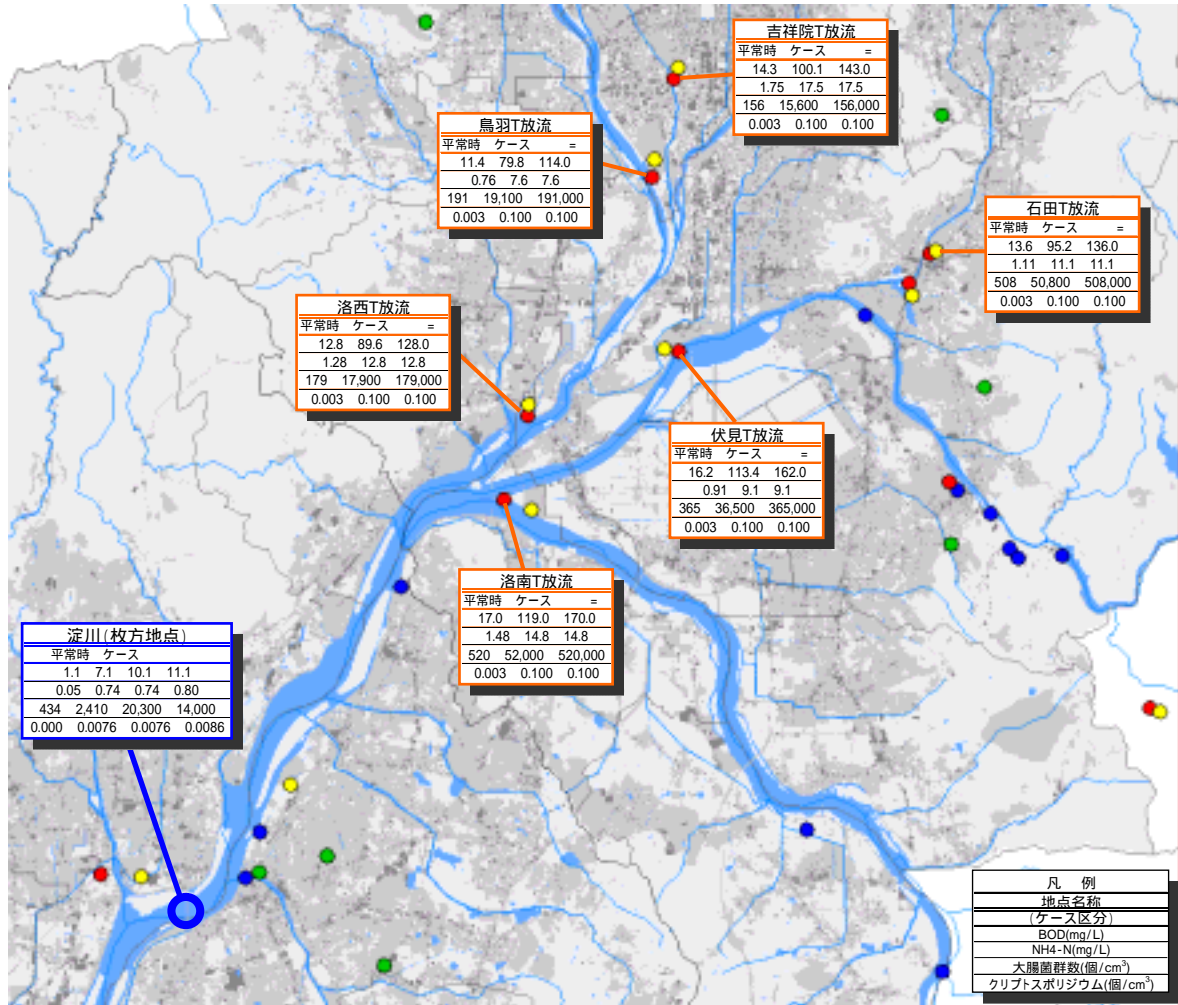 吉祥院T放流
平常時 ケース =
14.3 100.1 143.0
1.75 17.5 17.5
156 15,600 156,000
0.003 0.100 0.100
鳥羽T放流
平常時 ケース =
11.4 79.8 114.0
0.76 7.6 7.6
191 19,100 191,000
0.003 0.100 0.100
石田T放流
平常時 ケース =
13.6 95.2 136.0
1.11 11.1 11.1
508 50,800 508,000
0.003 0.100 0.100
洛西T放流
平常時 ケース =
12.8 89.6 128.0
1.28 12.8 12.8
179 17,900 179,000
0.003 0.100 0.100
伏見T放流
平常時 ケース =
16.2 113.4 162.0
0.91 9.1 9.1
365 36,500 365,000
0.003 0.100 0.100
洛南T放流
平常時 ケース =
17.0 119.0 170.0
1.48 14.8 14.8
520 52,000 520,000
0.003 0.100 0.100
淀川(枚方地点)
平常時 ケース
1.1 7.1 10.1 11.1
0.05 0.74 0.74 0.80
434 2,410 20,300 14,000
0.000 0.0076 0.0076 0.0086
凡 例
地点名称
(ケース区分)
BOD(mg/L)
NH4-N(mg/L)
大腸菌群数(個/cm³)
クリプトスポリジウム(個/cm³)